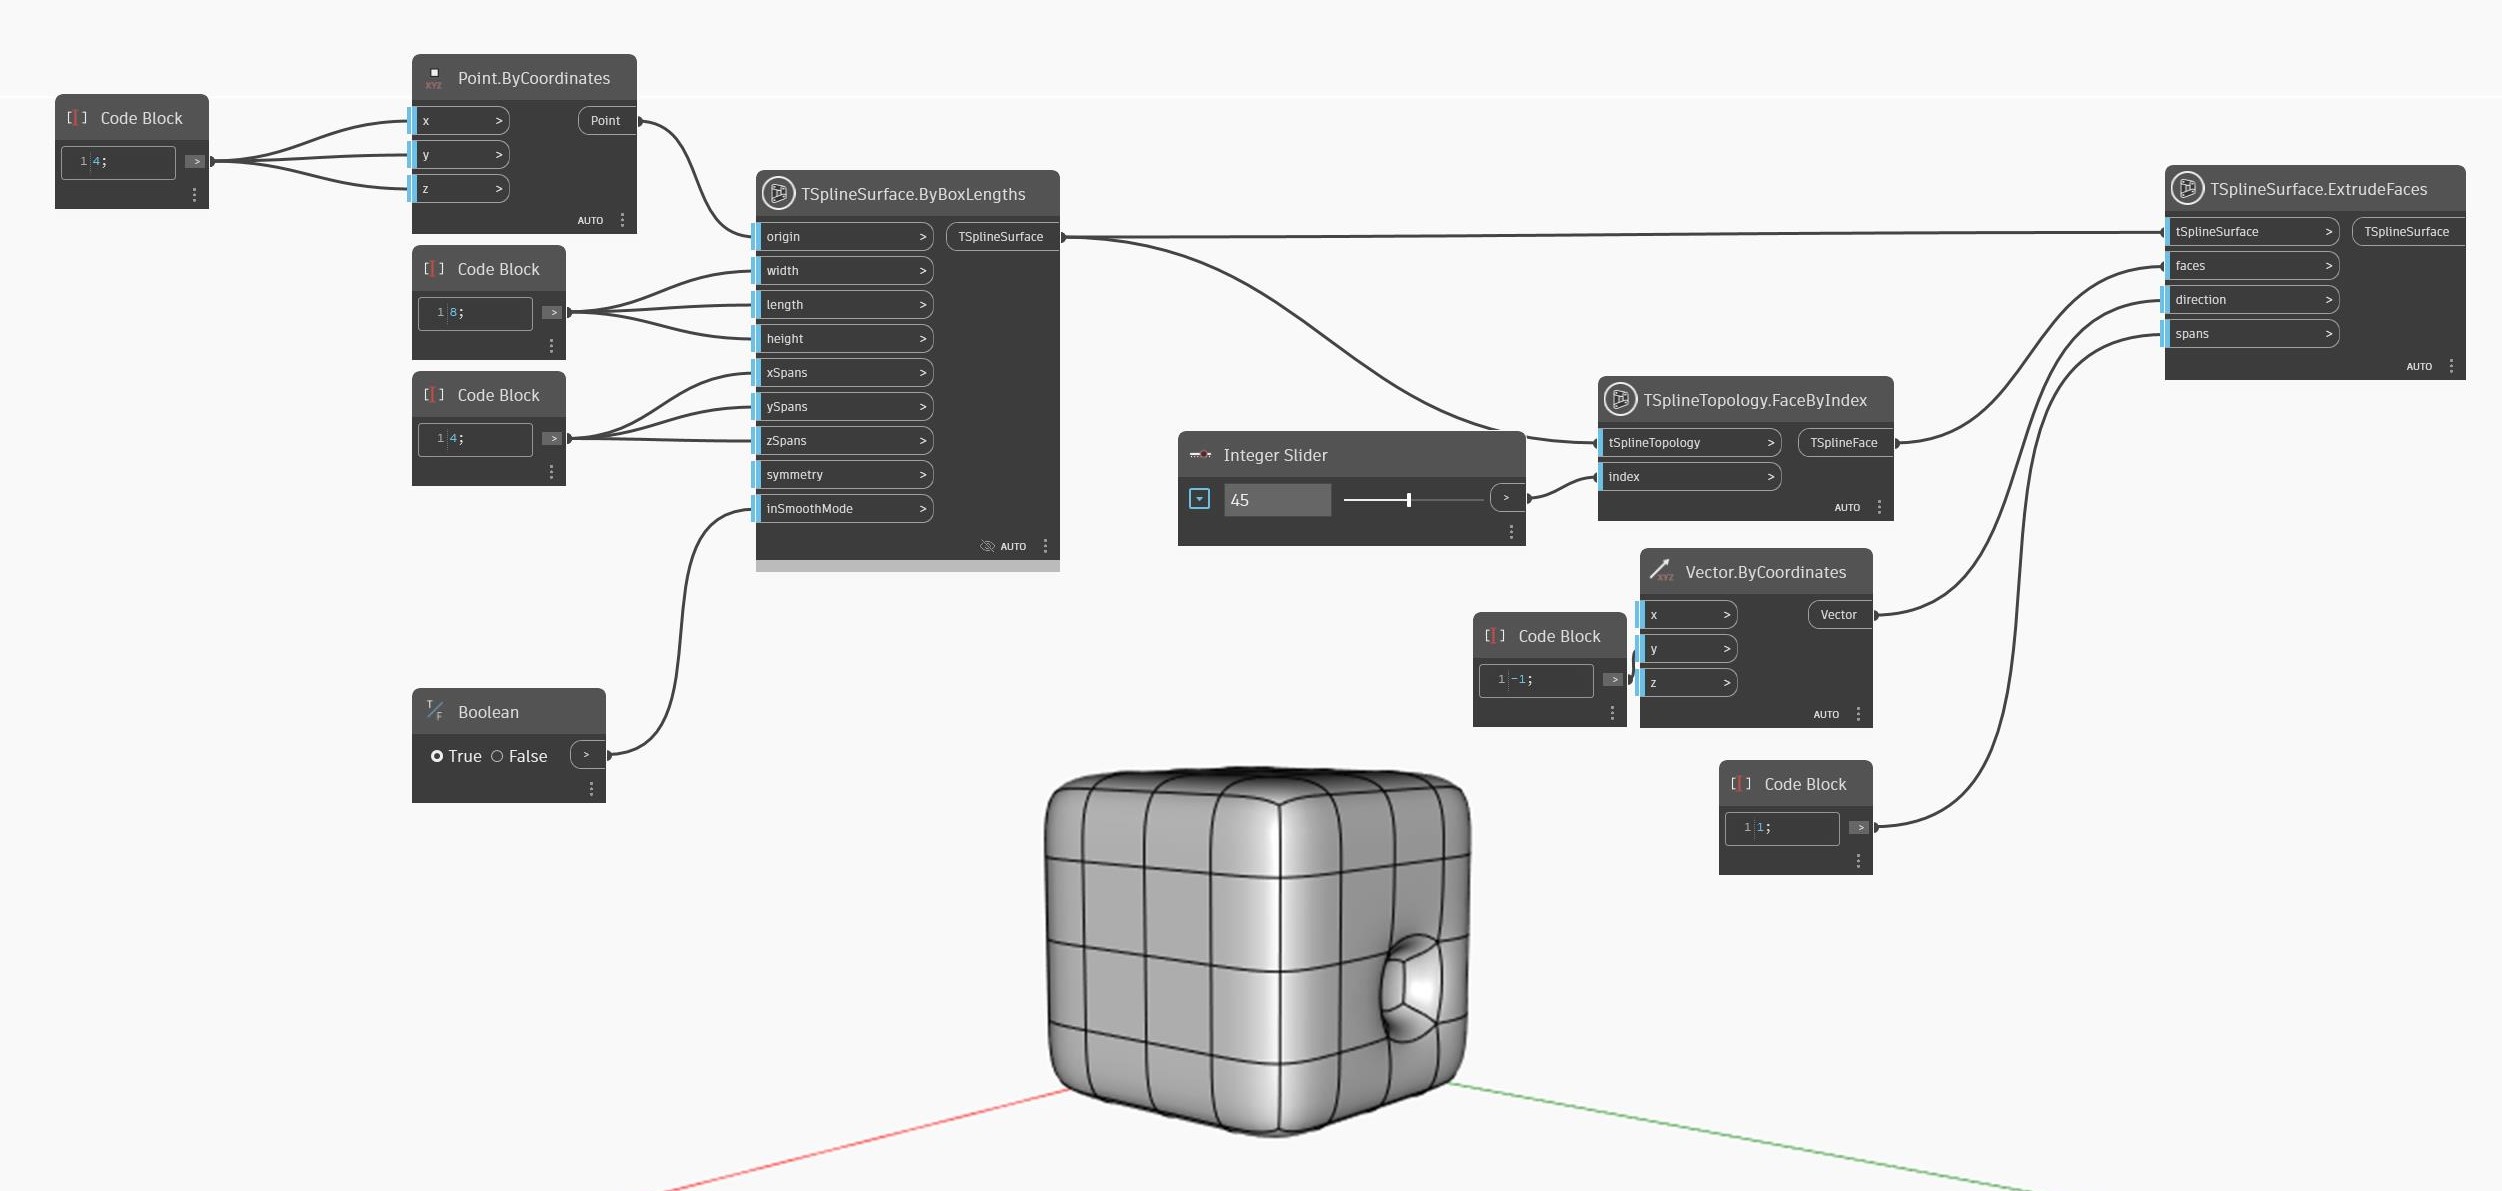 Code Block
1 4;
>
XYZ
Point.ByCoordinates
x >
y >
z >
Point
AUTO
Code Block
1 8;
>
Code Block
1 4;
>
T/F
Boolean
True False
>
TSplineSurface.ByBoxLengths
origin >
width >
length >
height >
xSpans >
ySpans >
zSpans >
symmetry >
inSmoothMode >
TSplineSurface
AUTO
Integer Slider
45
>
TSplineTopology.FaceByIndex
tSplineTopology >
index >
TSplineFace
AUTO
Code Block
1 -1;
>
XYZ
Vector.ByCoordinates
x >
y >
z >
Vector
AUTO
Code Block
1 1;
>
TSplineSurface.ExtrudeFaces
tSplineSurface >
faces >
direction >
spans >
TSplineSurface
AUTO